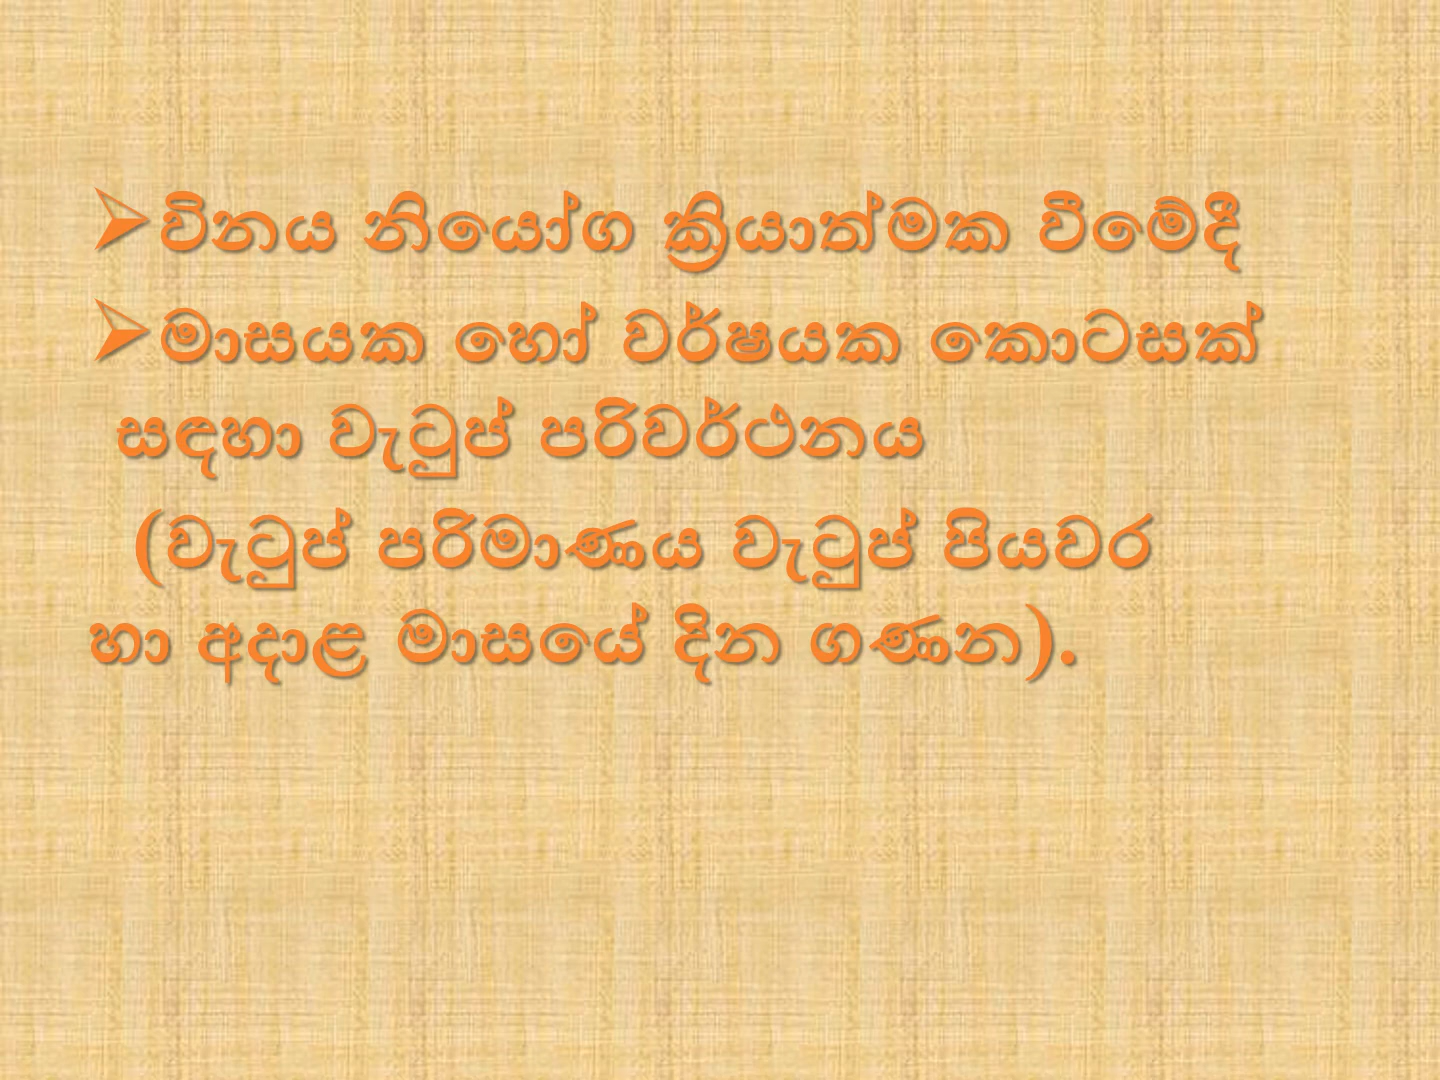 ➢විනය නියෝග ක්‍රියාත්මක වීමේදී
➢මාසයක හෝ වර්ෂයක කොටසක්
සඳහා වැටුප් පරිවර්ථනය
(වැටුප් පරිමාණය වැටුප් පියවර
හා අදාළ මාසයේ දින ගණන).